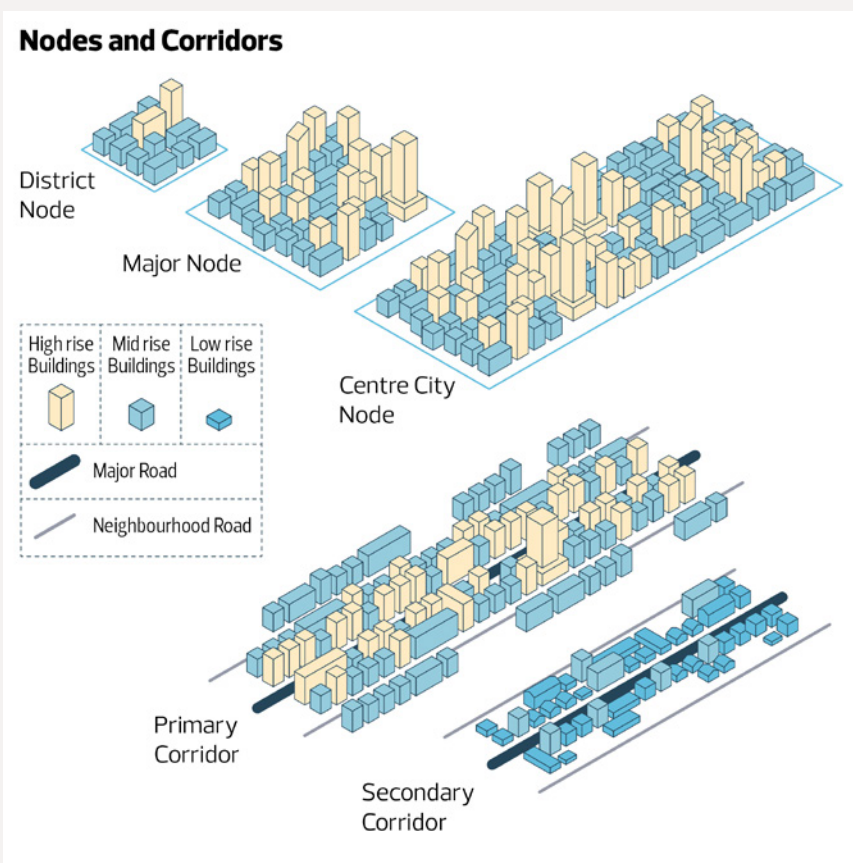 Nodes and Corridors
District
Node
Major Node
Centre City
Node
High rise
Buildings
Mid rise
Buildings
Low rise
Buildings
Major Road
Neighbourhood Road
Primary
Corridor
Secondary
Corridor